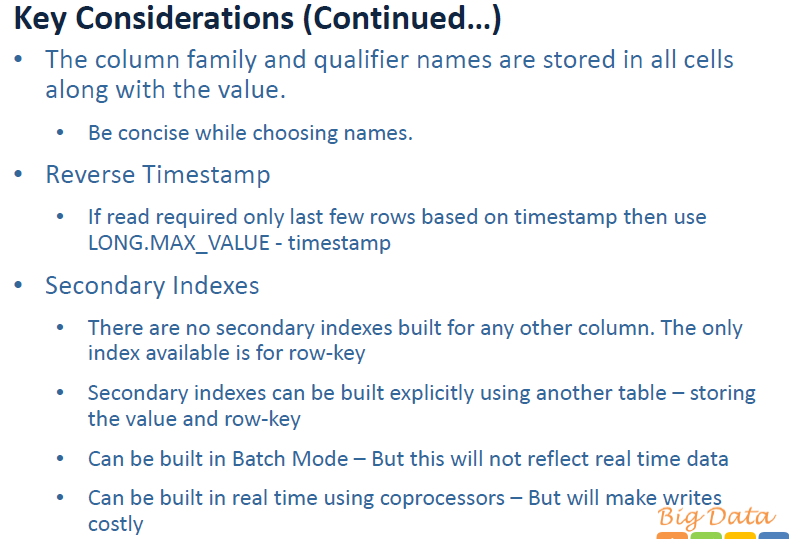 Key Considerations (Continued…)
• The column family and qualifier names are stored in all cells
along with the value.
• Be concise while choosing names.
• Reverse Timestamp
• If read required only last few rows based on timestamp then use
LONG.MAX_VALUE - timestamp
• Secondary Indexes
• There are no secondary indexes built for any other column. The only
index available is for row-key
• Secondary indexes can be built explicitly using another table – storing
the value and row-key
• Can be built in Batch Mode – But this will not reflect real time data
• Can be built in real time using coprocessors – But will make writes
costly
Big Data